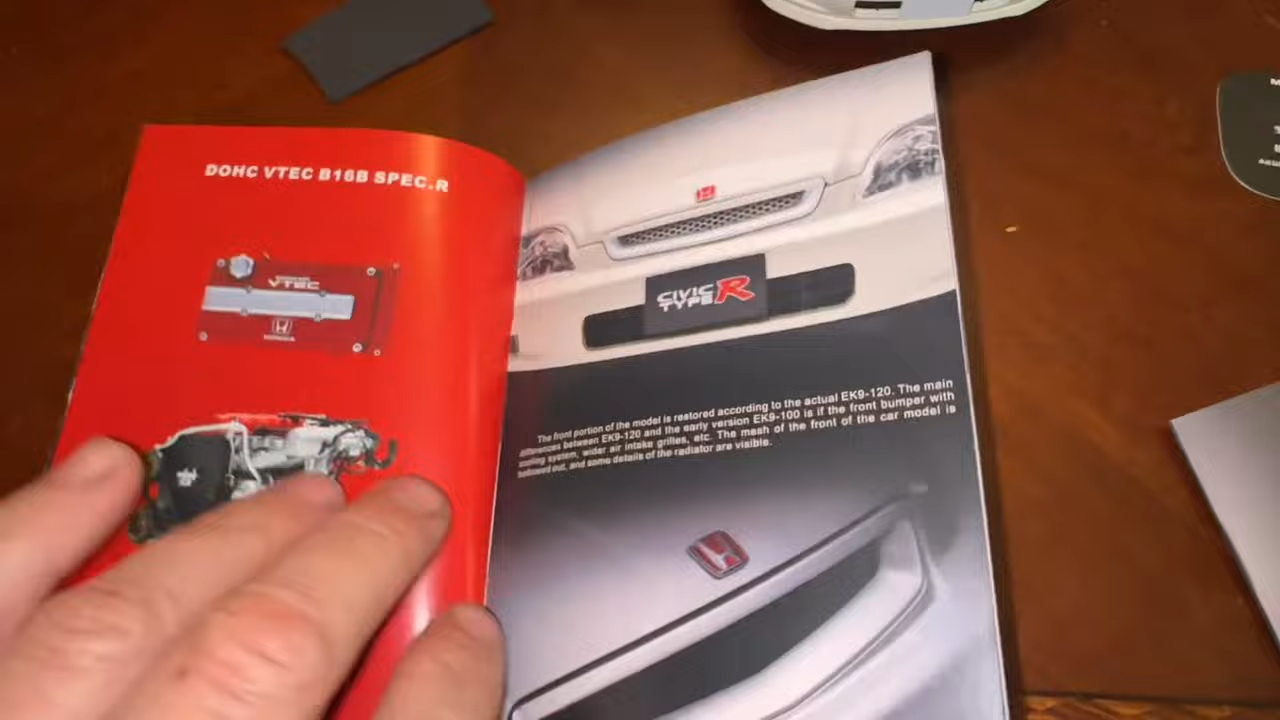 DOHC VTEC B16B SPEC.R
VTEC
HONDA
CIVIC
TYPE R
The front portion of the model is restored according to the actual EK9-120. The main
differences between EK9-120 and the early version EK9-100 is if the front bumper with
cooling system, wider air intake grilles, etc. The mesh of the front of the car model is
hollowed out, and some details of the radiator are visible.